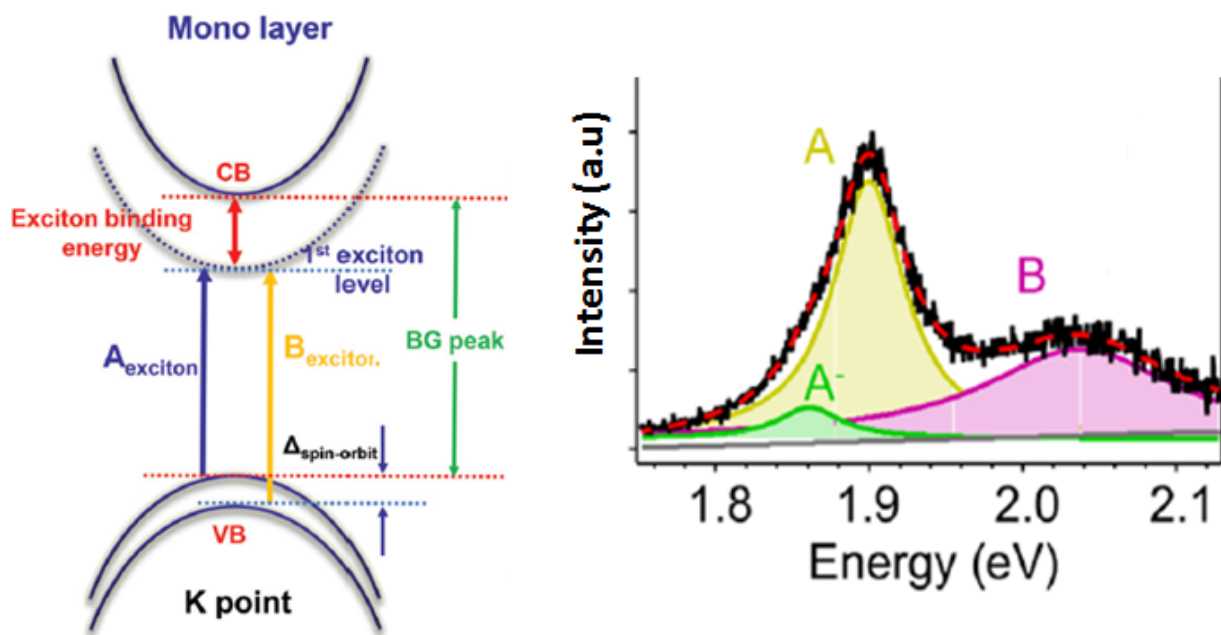 Mono layer
CB
Exciton binding
energy
1st exciton
level
BG peak
Aexciton
Bexcitor.
Δspin-orbit
VB
K point
Intensity (a.u)
A
B
A-
1.8
1.9
2.0
2.1
Energy (eV)